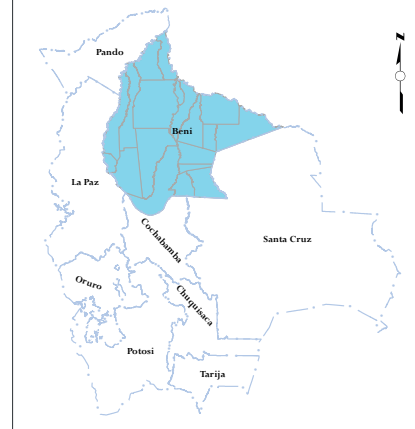 N
Pando
Beni
La Paz
Cochabamba
Santa Cruz
Oruro
Chuquisaca
Potosi
Tarija